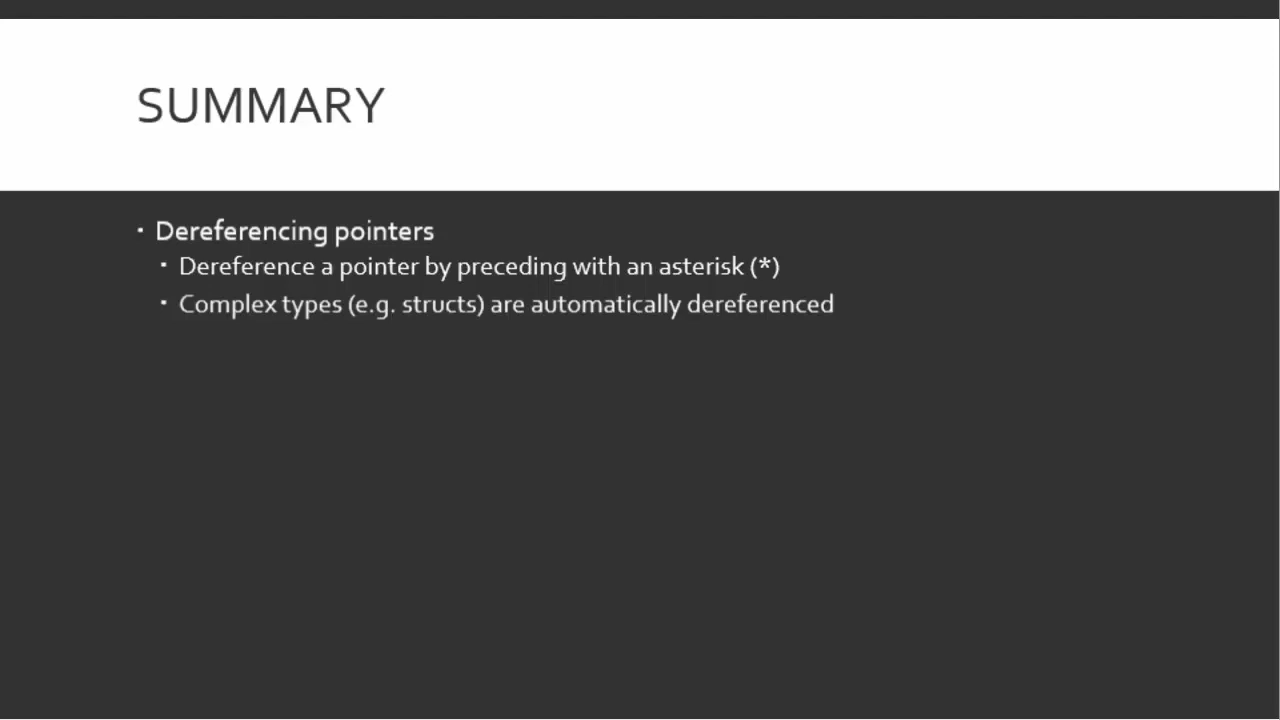 SUMMARY
▪ Dereferencing pointers
▪ Dereference a pointer by preceding with an asterisk (*)
▪ Complex types (e.g. structs) are automatically dereferenced